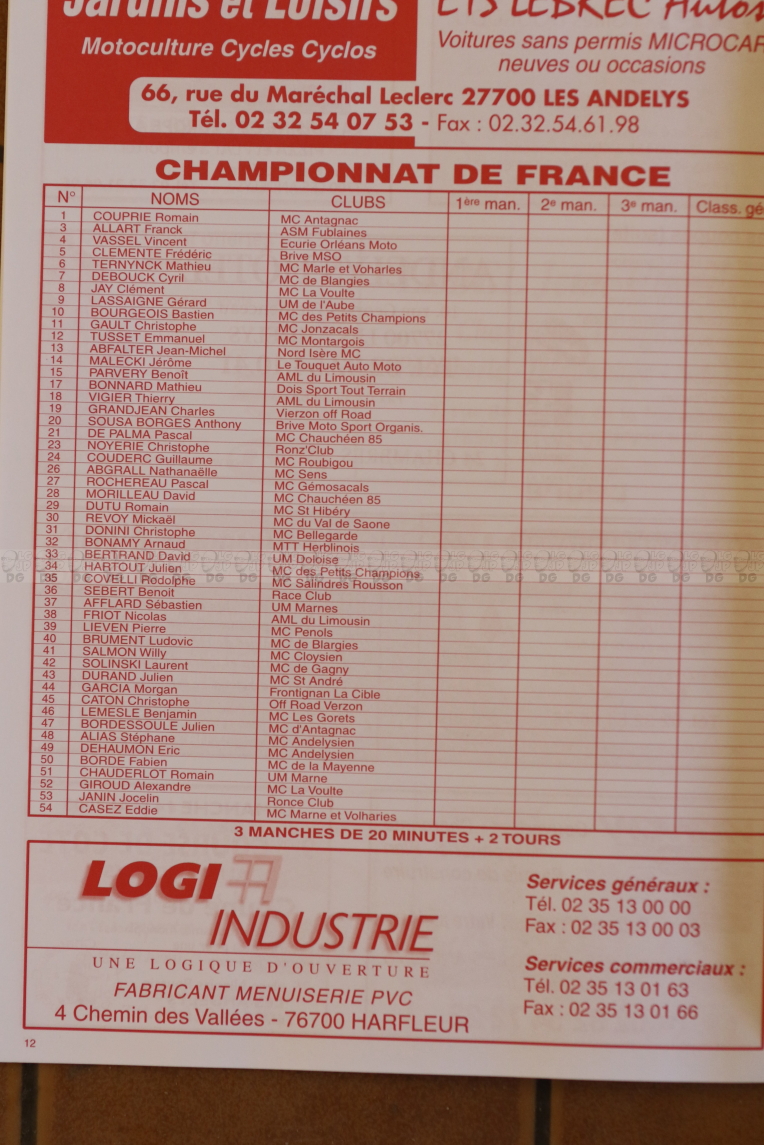 Jardins et Loisirs
Motoculture Cycles Cyclos
ETS LEBREC Autos
Voitures sans permis MICROCAR
neuves ou occasions
66, rue du Maréchal Leclerc 27700 LES ANDELYS
Tél. 02 32 54 07 53 - Fax : 02.32.54.61.98
CHAMPIONNAT DE FRANCE
N° NOMS CLUBS 1ère man. 2e man. 3e man. Class. gé
1 COUPRIE Romain MC Antagnac
3 ALLART Franck ASM Fublaines
4 VASSEL Vincent Ecurie Orléans Moto
5 CLEMENTE Frédéric Brive MSO
6 TERNYNCK Mathieu MC Marle et Voharles
7 DEBOUCK Cyril MC de Blangies
8 JAY Clément MC La Voulte
9 LASSAIGNE Gérard UM de l'Aube
10 BOURGEOIS Bastien MC des Petits Champions
11 GAULT Christophe MC Jonzacals
12 TUSSET Emmanuel MC Montargois
13 ABFALTER Jean-Michel Nord Isère MC
14 MALECKI Jérôme Le Touquet Auto Moto
15 PARVERY Benoît AML du Limousin
17 BONNARD Mathieu Dois Sport Tout Terrain
18 VIGIER Thierry AML du Limousin
19 GRANDJEAN Charles Vierzon off Road
20 SOUSA BORGES Anthony Brive Moto Sport Organis.
21 DE PALMA Pascal MC Chauchéen 85
23 NOYERIE Christophe Ronz'Club
24 COUDERC Guillaume MC Roubigou
26 ABGRALL Nathanaëlle MC Sens
27 ROCHEREAU Pascal MC Gémosacals
28 MORILLEAU David MC Chauchéen 85
29 DUTU Romain MC St Hibéry
30 REVOY Mickaël MC du Val de Saone
31 DONINI Christophe MC Bellegarde
32 BONAMY Arnaud MTT Herblinois
33 BERTRAND David UM Doloise
34 HARTOUT Julien MC des Petits Champions
35 COVELLI Rodolphe MC Salindres Rousson
36 SEBERT Benoit Race Club
37 AFFLARD Sébastien UM Marnes
38 FRIOT Nicolas AML du Limousin
39 LIEVEN Pierre MC Penols
40 BRUMENT Ludovic MC de Blargies
41 SALMON Willy MC Cloysien
42 SOLINSKI Laurent MC de Gagny
43 DURAND Julien MC St André
44 GARCIA Morgan Frontignan La Cible
45 CATON Christophe Off Road Verzon
46 LEMESLE Benjamin MC Les Gorets
47 BORDESSOULE Julien MC d'Antagnac
48 ALIAS Stéphane MC Andelysien
49 DEHAUMON Eric MC Andelysien
50 BORDE Fabien MC de la Mayenne
51 CHAUDERLOT Romain UM Marne
52 GIROUD Alexandre MC La Voulte
53 JANIN Jocelin Ronce Club
54 CASEZ Eddie MC Marne et Volharies
3 MANCHES DE 20 MINUTES + 2 TOURS
LOGI
INDUSTRIE
UNE LOGIQUE D'OUVERTURE
FABRICANT MENUISERIE PVC
4 Chemin des Vallées - 76700 HARFLEUR
Services généraux :
Tél. 02 35 13 00 00
Fax : 02 35 13 00 03
Services commerciaux :
Tél. 02 35 13 01 63
Fax : 02 35 13 01 66
12